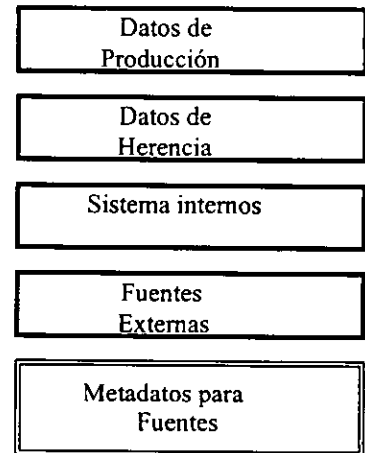 Datos de
Producción
Datos de
Herencia
Sistema internos
Fuentes
Externas
Metadatos para
Fuentes